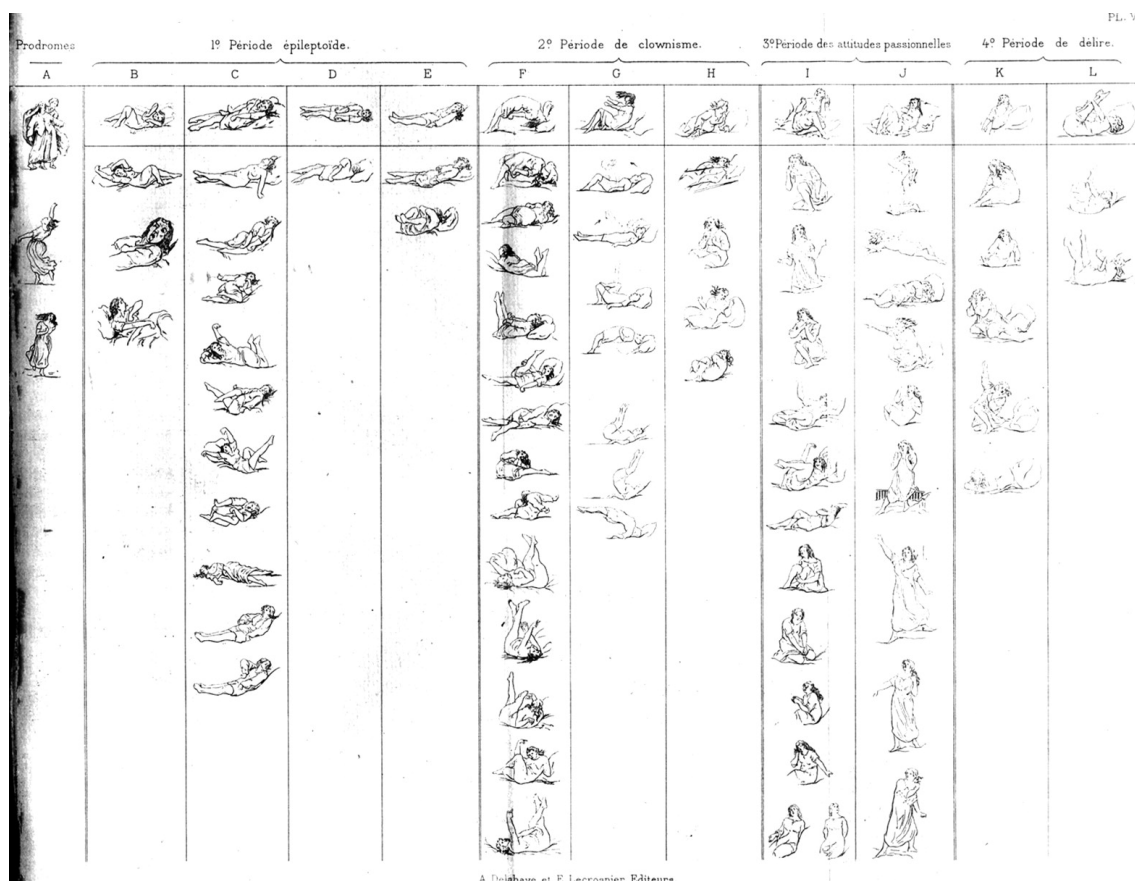 PL. V
Prodromes 1º Période épileptoïde. 2º Période de clownisme. 3º Période des attitudes passionnelles 4º Période de délire.
A B C D E F G H I J K L
A. Delahaye et E. Lecrosnier Editeurs